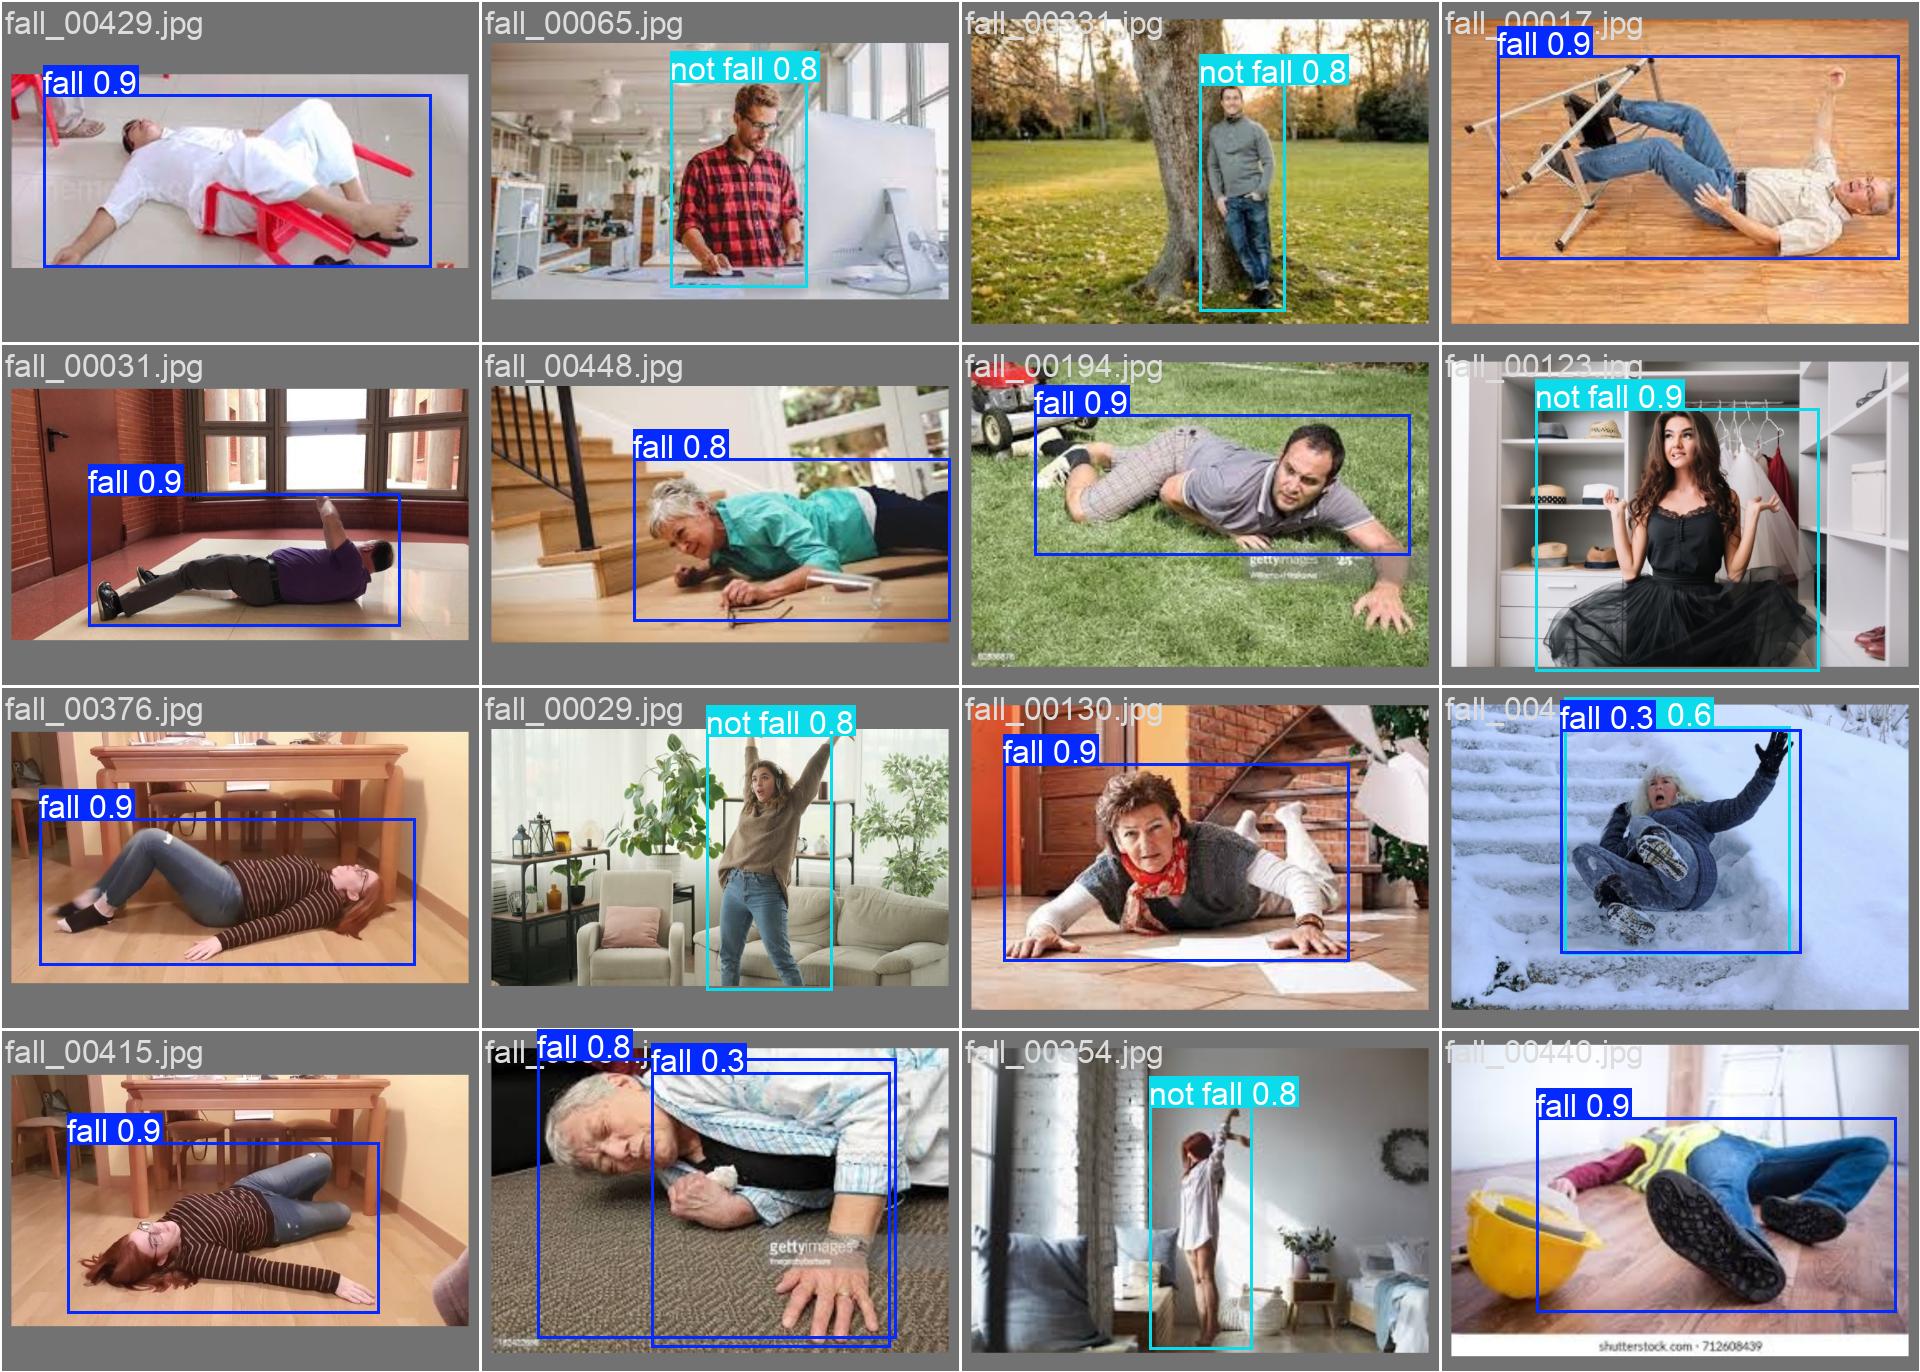 fall_00429.jpg
fall 0.9
fall_00065.jpg
not fall 0.8
fall_00331.jpg
not fall 0.8
fall_00017.jpg
fall 0.9
fall_00031.jpg
fall 0.9
fall_00448.jpg
fall 0.8
fall_00194.jpg
fall 0.9
gettyimages
fall_00123.jpg
not fall 0.9
fall_00376.jpg
fall 0.9
fall_00029.jpg
not fall 0.8
fall_00130.jpg
fall 0.9
fall_004
fall 0.3
0.6
fall_00415.jpg
fall 0.9
fall_
fall 0.8
fall 0.3
gettyimages
fall_00354.jpg
not fall 0.8
fall_00440.jpg
fall 0.9
shutterstock.com · 712608439